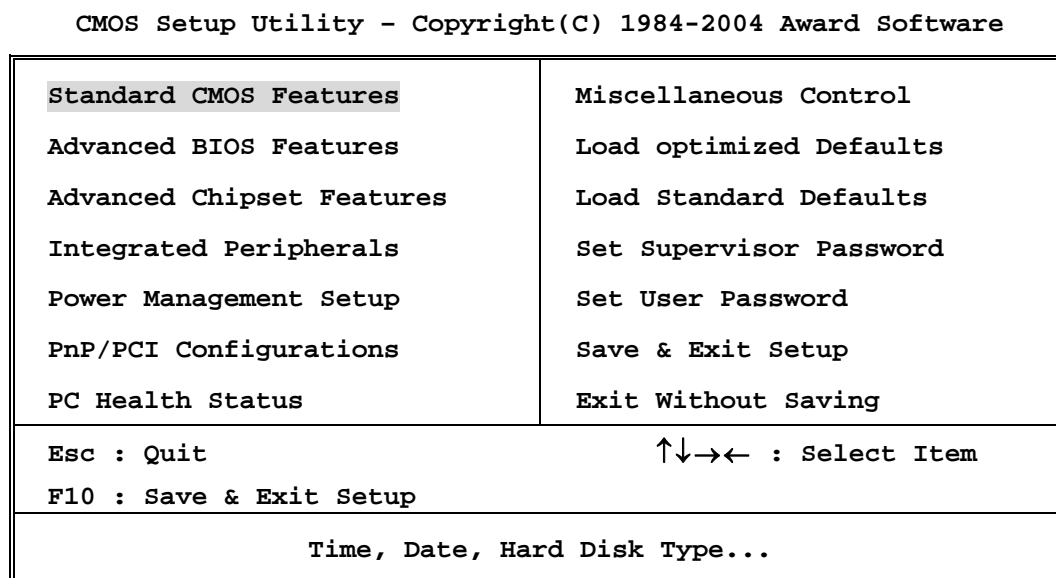 CMOS Setup Utility – Copyright(C) 1984-2004 Award Software
Standard CMOS Features
Advanced BIOS Features
Advanced Chipset Features
Integrated Peripherals
Power Management Setup
PnP/PCI Configurations
PC Health Status
Miscellaneous Control
Load optimized Defaults
Load Standard Defaults
Set Supervisor Password
Set User Password
Save & Exit Setup
Exit Without Saving
Esc : Quit
↑↓→← : Select Item
F10 : Save & Exit Setup
Time, Date, Hard Disk Type...